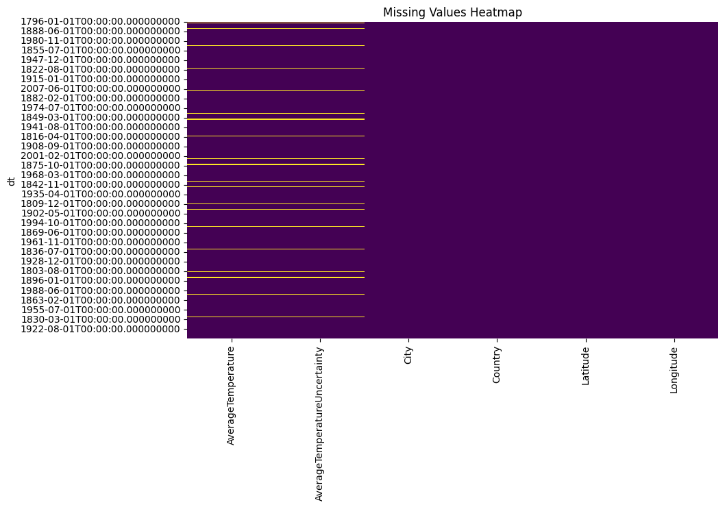 Missing Values Heatmap
1796-01-01T00:00:00.000000000
1888-06-01T00:00:00.000000000
1980-11-01T00:00:00.000000000
1855-07-01T00:00:00.000000000
1947-12-01T00:00:00.000000000
1822-08-01T00:00:00.000000000
1915-01-01T00:00:00.000000000
2007-06-01T00:00:00.000000000
1882-02-01T00:00:00.000000000
1974-07-01T00:00:00.000000000
1849-03-01T00:00:00.000000000
1941-08-01T00:00:00.000000000
1816-04-01T00:00:00.000000000
1908-09-01T00:00:00.000000000
2001-02-01T00:00:00.000000000
1875-10-01T00:00:00.000000000
1968-03-01T00:00:00.000000000
1842-11-01T00:00:00.000000000
1935-04-01T00:00:00.000000000
1809-12-01T00:00:00.000000000
1902-05-01T00:00:00.000000000
1994-10-01T00:00:00.000000000
1869-06-01T00:00:00.000000000
1961-11-01T00:00:00.000000000
1836-07-01T00:00:00.000000000
1928-12-01T00:00:00.000000000
1803-08-01T00:00:00.000000000
1896-01-01T00:00:00.000000000
1988-06-01T00:00:00.000000000
1863-02-01T00:00:00.000000000
1955-07-01T00:00:00.000000000
1830-03-01T00:00:00.000000000
1922-08-01T00:00:00.000000000
dt
AverageTemperature
AverageTemperatureUncertainty
City
Country
Latitude
Longitude